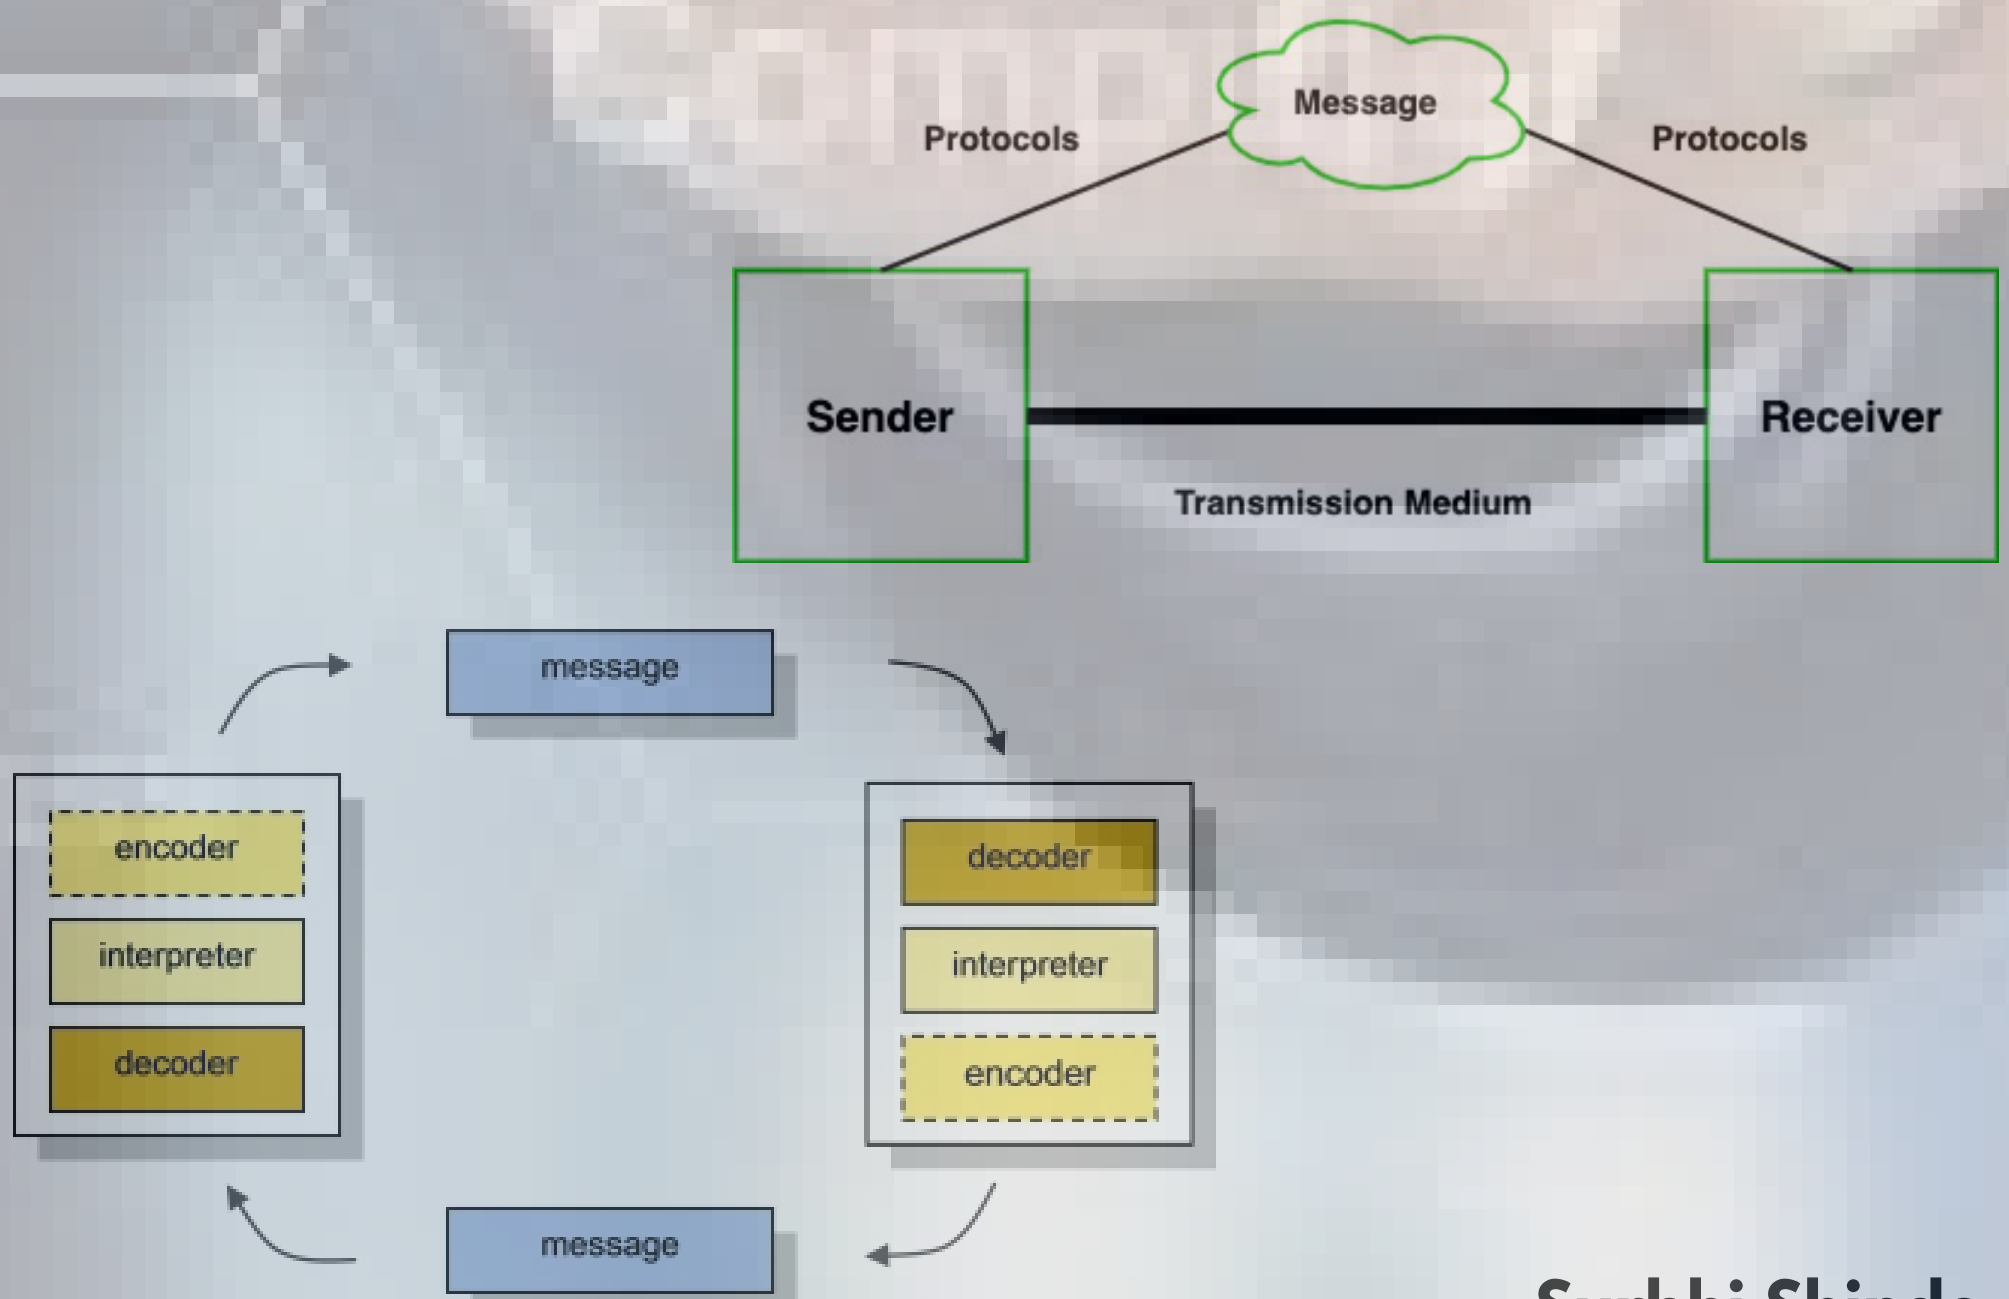 Message
Protocols
Protocols
Sender
Receiver
Transmission Medium
message
encoder
interpreter
decoder
decoder
interpreter
encoder
message